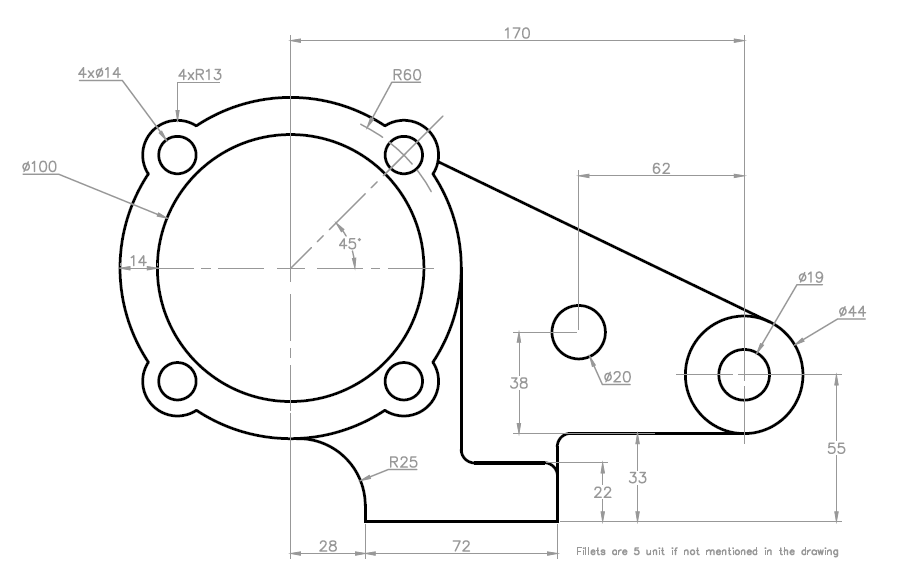 170
4xø14
4xR13
R60
ø100
62
45°
14
ø19
ø44
38
ø20
R25
55
33
22
28
72
Fillets are 5 unit if not mentioned in the drawing